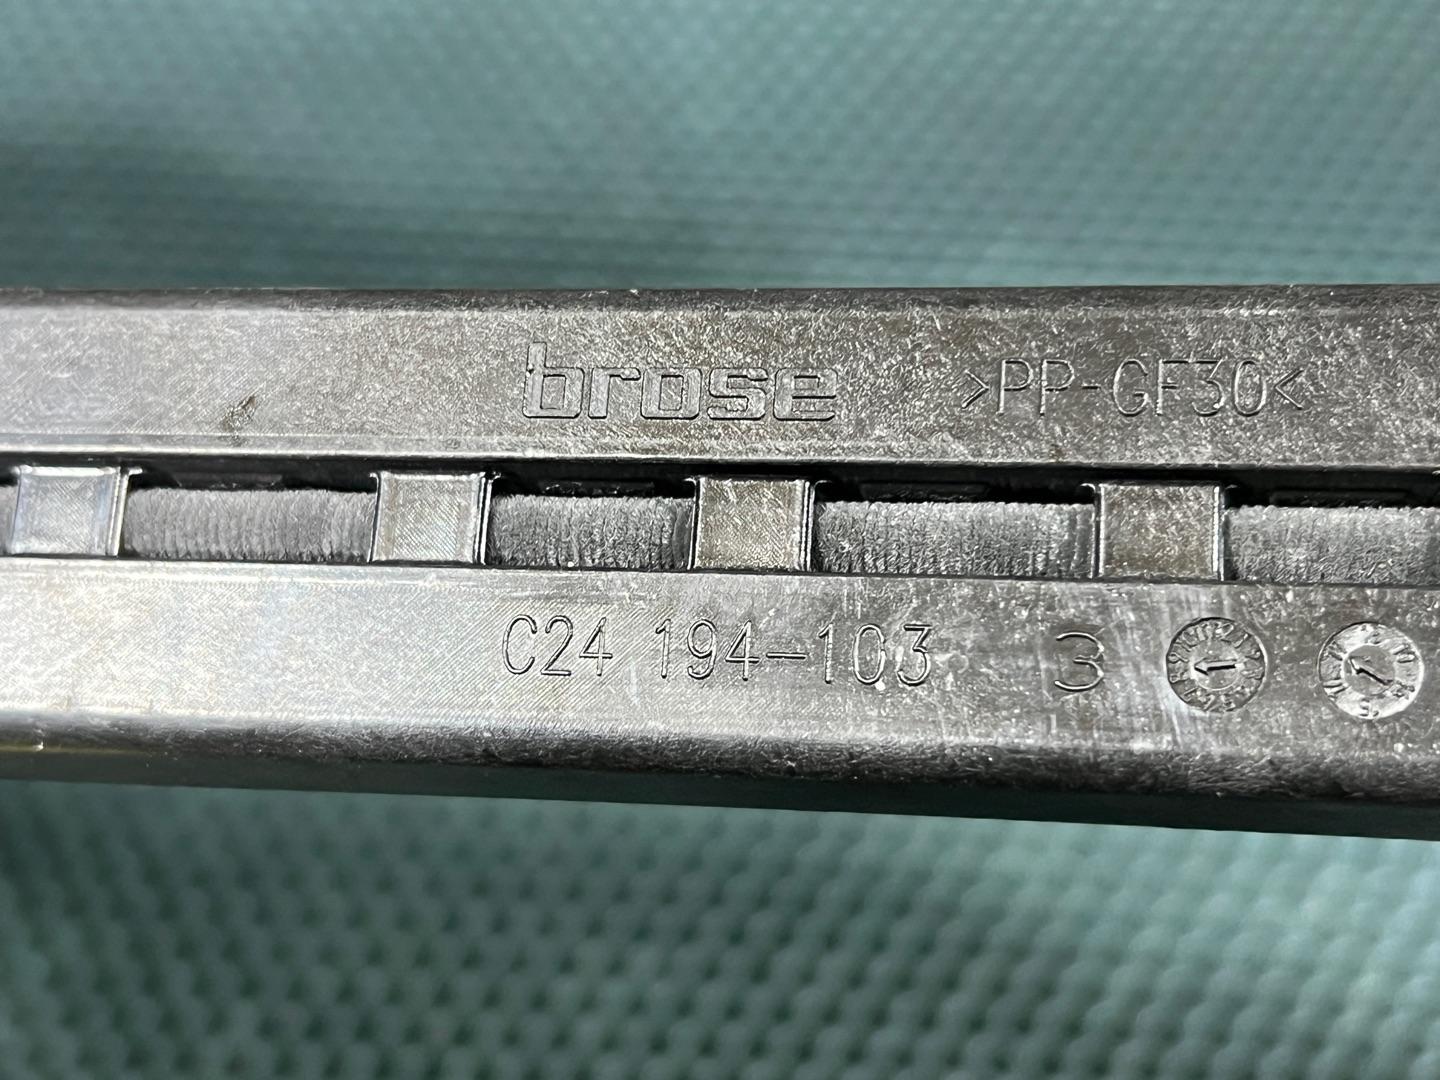 brose >PP-GF30<
C24 194-103 3